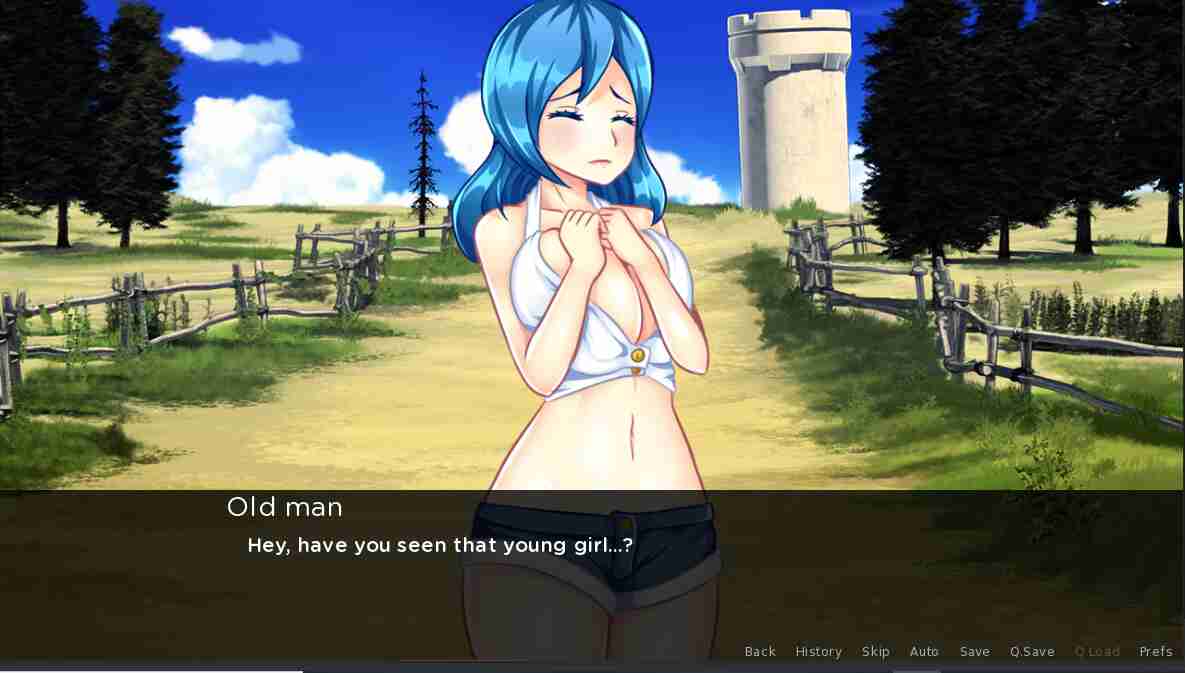 Old man
Hey, have you seen that young girl...?
Back History Skip Auto Save Q.Save Q.Load Prefs